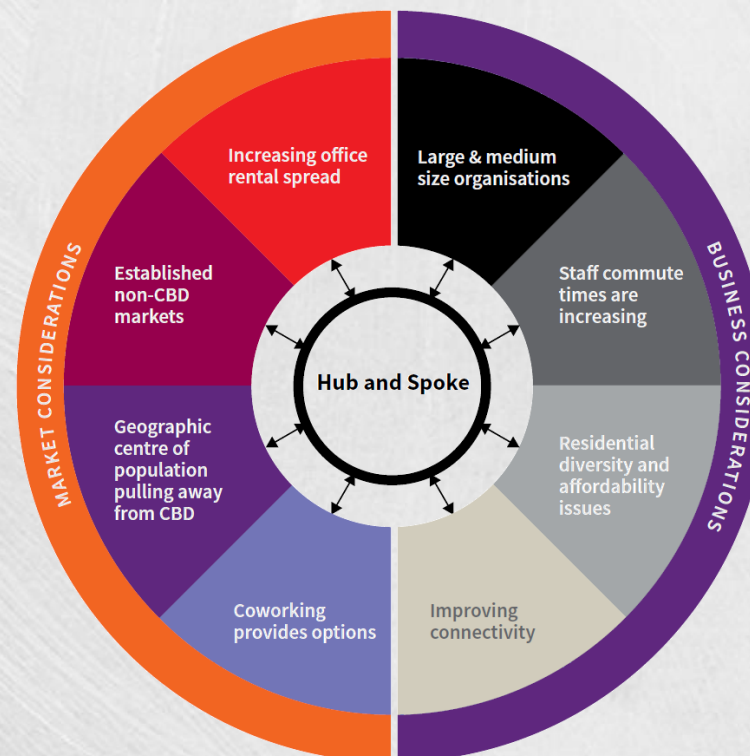 MARKET CONSIDERATIONS
Increasing office
rental spread
Established
non-CBD
markets
Geographic
centre of
population
pulling away
from CBD
Coworking
provides options
Hub and Spoke
BUSINESS CONSIDERATIONS
Large & medium
size organisations
Staff commute
times are
increasing
Residential
diversity and
affordability
issues
Improving
connectivity